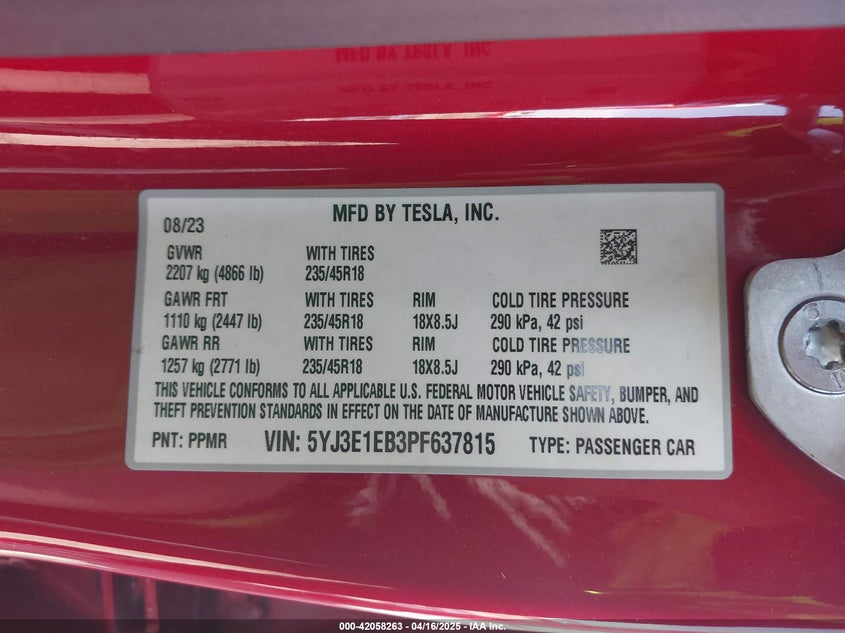 08/23 MFD BY TESLA, INC.
GVWR WITH TIRES
2207 kg (4866 lb) 235/45R18
GAWR FRT WITH TIRES RIM COLD TIRE PRESSURE
1110 kg (2447 lb) 235/45R18 18X8.5J 290 kPa, 42 psi
GAWR RR WITH TIRES RIM COLD TIRE PRESSURE
1257 kg (2771 lb) 235/45R18 18X8.5J 290 kPa, 42 psi
THIS VEHICLE CONFORMS TO ALL APPLICABLE U.S. FEDERAL MOTOR VEHICLE SAFETY, BUMPER, AND
THEFT PREVENTION STANDARDS IN EFFECT ON THE DATE OF MANUFACTURE SHOWN ABOVE.
PNT: PPMR VIN: 5YJ3E1EB3PF637815 TYPE: PASSENGER CAR
000-42058263 - 04/16/2025 - IAA Inc.